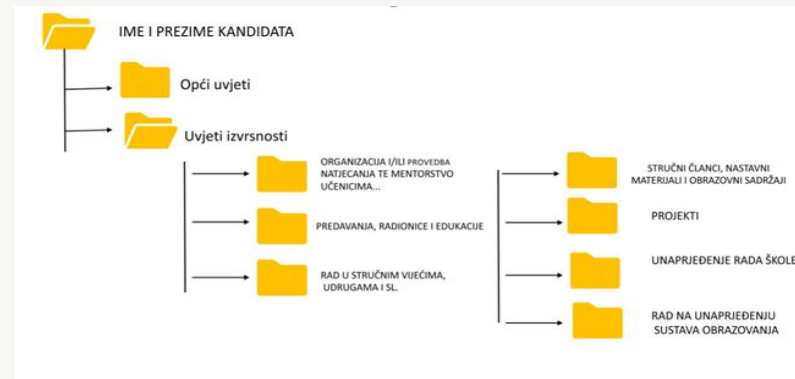 IME I PREZIME KANDIDATA
Opći uvjeti
Uvjeti izvrsnosti
ORGANIZACIJA I/ILI PROVEDBA
NATJECANJA TE MENTORSTVO
UČENICIMA...
PREDAVANJA, RADIONICE I EDUKACIJE
RAD U STRUČNIM VIJEĆIMA,
UDRUGAMA I SL.
STRUČNI ČLANCI, NASTAVNI
MATERIJALI I OBRAZOVNI SADRŽAJI
PROJEKTI
UNAPRJEĐENJE RADA ŠKOLE
RAD NA UNAPRJEĐENJU
SUSTAVA OBRAZOVANJA